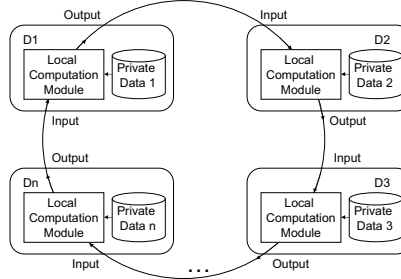 Output
Input
D1
Local
Computation
Module
Private
Data 1
D2
Local
Computation
Module
Private
Data 2
Input
Output
Output
Input
Dn
Local
Computation
Module
Private
Data n
D3
Local
Computation
Module
Private
Data 3
Input
...
Output